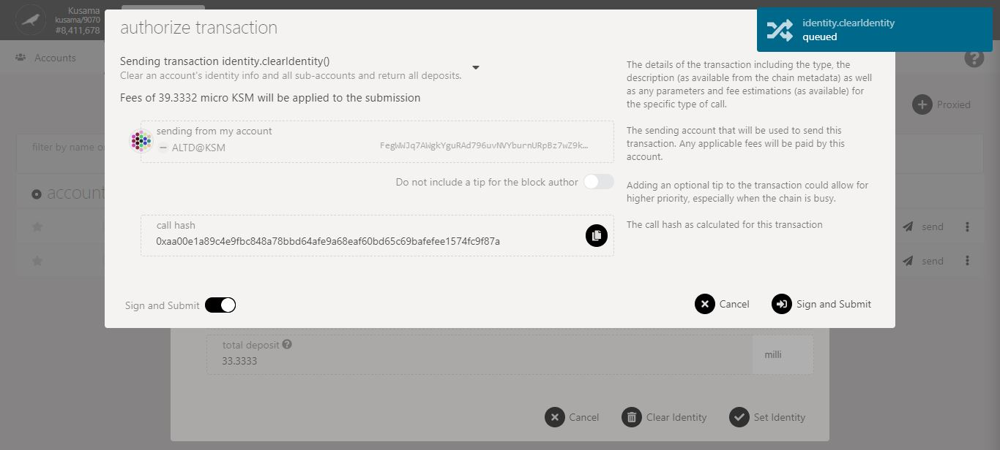 Kusama
kusama/9070
#8,411,678
authorize transaction
identity.clearIdentity
queued
Accounts
Sending transaction identity.clearIdentity()
Clear an account's identity info and all sub-accounts and return all deposits.
The details of the transaction including the type, the
description (as available from the chain metadata) as well
as any parameters and fee estimations (as available) for
the specific type of call.
Fees of 39.3332 micro KSM will be applied to the submission
Proxied
sending from my account
ALTD@KSM
FegWWJq7AWgkYguRAd796uvNVYburnURpBz7wZ9k…
The sending account that will be used to send this
transaction. Any applicable fees will be paid by this
account.
filter by name
Do not include a tip for the block author
Adding an optional tip to the transaction could allow for
higher priority, especially when the chain is busy.
call hash
0xaa00e1a89c4e9fbc848a78bbd64afe9a68eaf60bd65c69bafefee1574fc9f87a
The call hash as calculated for this transaction
send
send
Sign and Submit
Cancel
Sign and Submit
total deposit
33.3333
milli
Cancel
Clear Identity
Set Identity